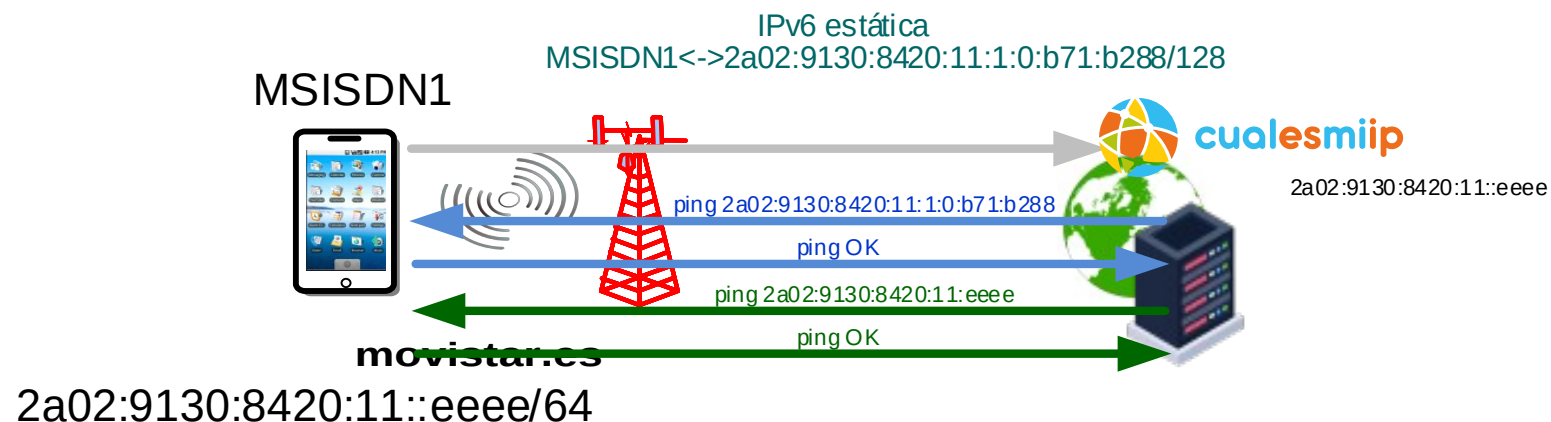 IPv6 estática
MSISDN1<->2a02:9130:8420:11:1:0:b71:b288/128
MSISDN1
cualesmiip
2a02:9130:8420:11::eeee
ping 2a02:9130:8420:11:1:0:b71:b288
ping OK
ping 2a02:9130:8420:11:eeee
ping OK
movistar.es
2a02:9130:8420:11::eeee/64